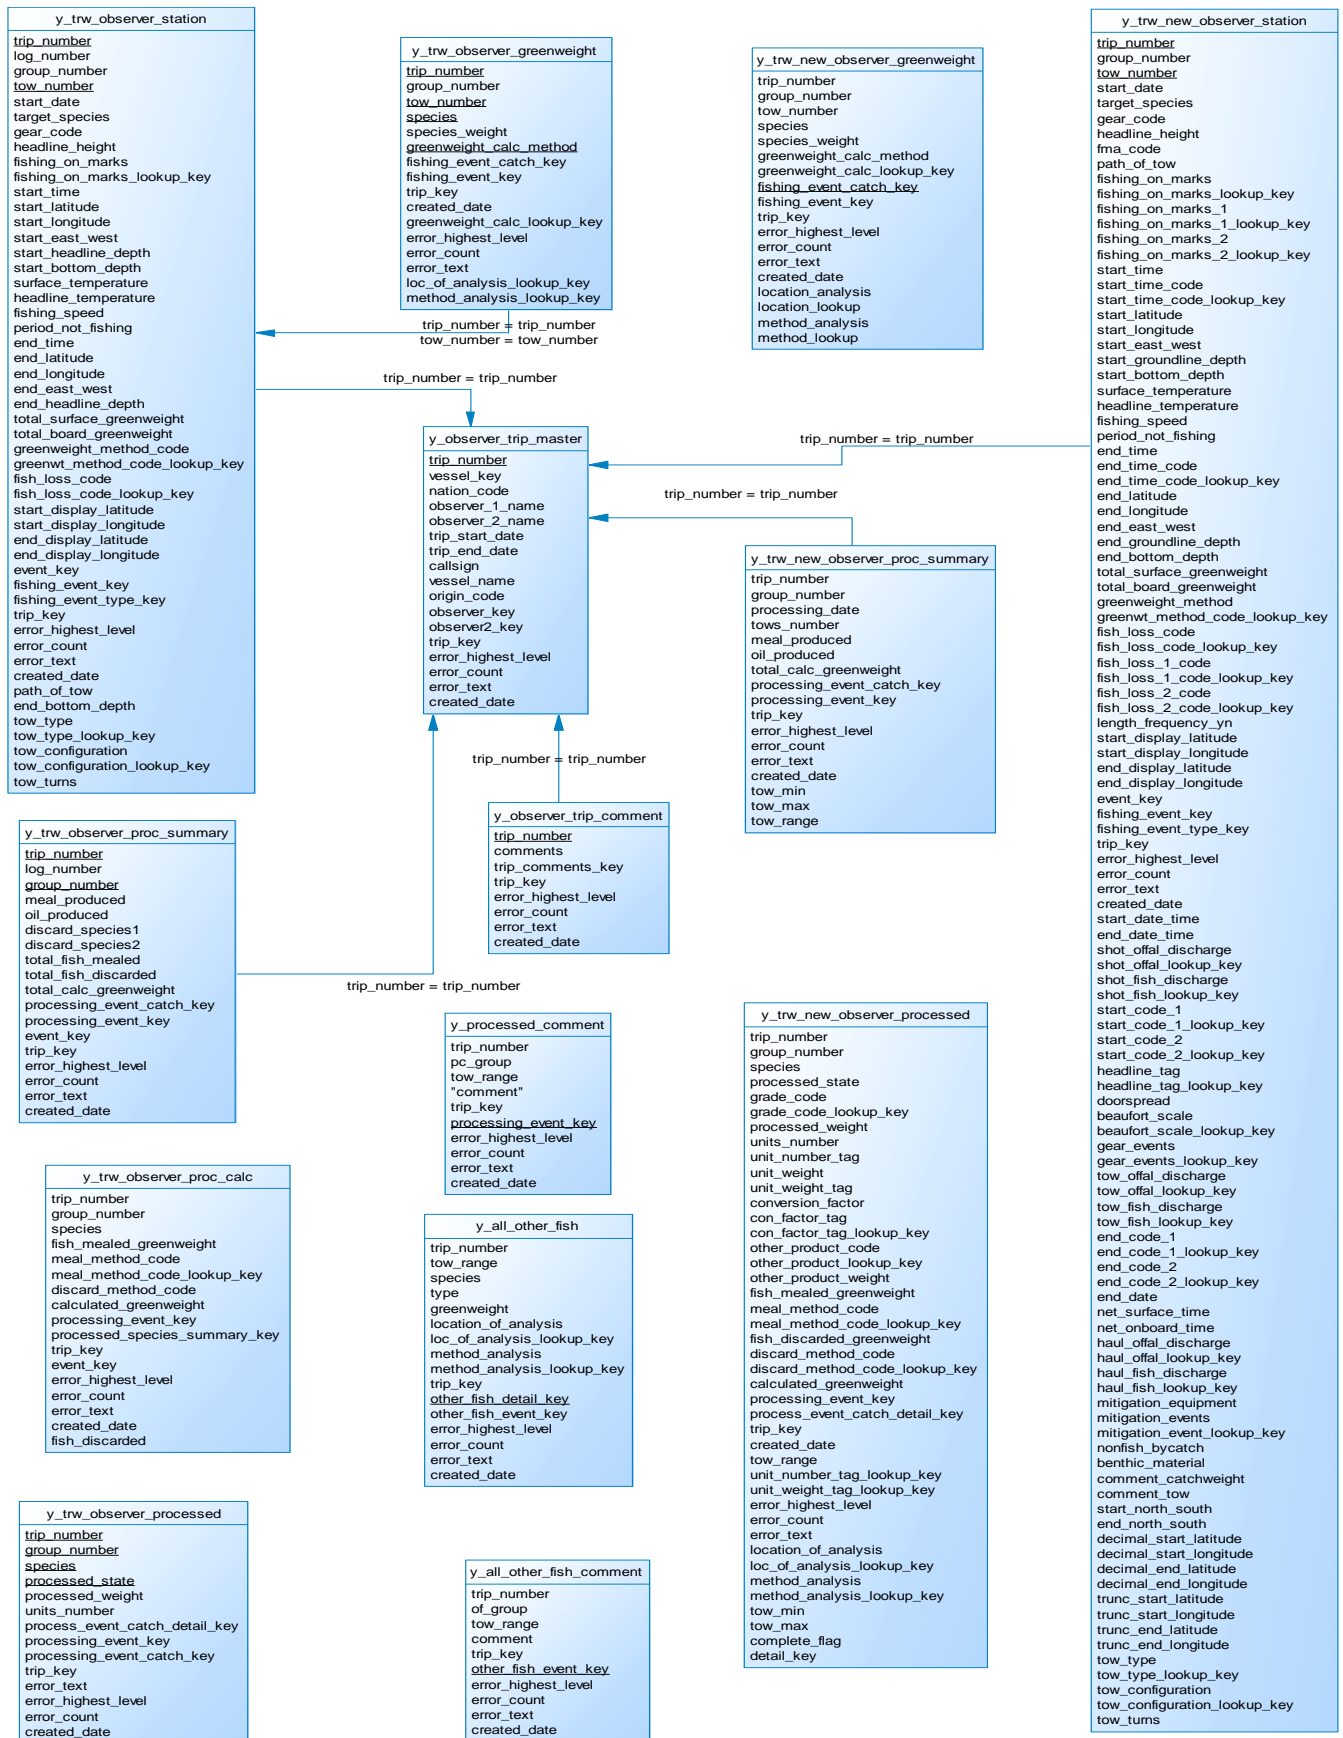 y_trw_observer_station
trip_number
log_number
group_number
tow_number
start_date
target_species
gear_code
headline_height
fishing_on_marks
fishing_on_marks_lookup_key
start_time
start_latitude
start_longitude
start_east_west
start_headline_depth
start_bottom_depth
surface_temperature
headline_temperature
fishing_speed
period_not_fishing
end_time
end_latitude
end_longitude
end_east_west
end_headline_depth
total_surface_greenweight
total_board_greenweight
greenweight_method_code
greenwt_method_code_lookup_key
fish_loss_code
fish_loss_code_lookup_key
start_display_latitude
start_display_longitude
end_display_latitude
end_display_longitude
event_key
fishing_event_key
fishing_event_type_key
trip_key
error_highest_level
error_count
error_text
created_date
path_of_tow
end_bottom_depth
tow_type
tow_type_lookup_key
tow_configuration
tow_configuration_lookup_key
tow_turns
y_trw_observer_greenweight
trip_number
group_number
tow_number
species
species_weight
greenweight_calc_method
fishing_event_catch_key
fishing_event_key
trip_key
created_date
greenweight_calc_lookup_key
error_highest_level
error_count
error_text
loc_of_analysis_lookup_key
method_analysis_lookup_key
trip_number = trip_number
tow_number = tow_number
y_trw_new_observer_greenweight
trip_number
group_number
tow_number
species
species_weight
greenweight_calc_method
greenweight_calc_lookup_key
fishing_event_catch_key
fishing_event_key
trip_key
error_highest_level
error_count
error_text
created_date
location_analysis
location_lookup
method_analysis
method_lookup
y_trw_new_observer_station
trip_number
group_number
tow_number
start_date
target_species
gear_code
headline_height
fma_code
path_of_tow
fishing_on_marks
fishing_on_marks_lookup_key
fishing_on_marks_1
fishing_on_marks_1_lookup_key
fishing_on_marks_2
fishing_on_marks_2_lookup_key
start_time
start_time_code
start_time_code_lookup_key
start_latitude
start_longitude
start_east_west
start_groundline_depth
start_bottom_depth
surface_temperature
headline_temperature
fishing_speed
period_not_fishing
end_time
end_time_code
end_time_code_lookup_key
end_latitude
end_longitude
end_east_west
end_groundline_depth
end_bottom_depth
total_surface_greenweight
total_board_greenweight
greenweight_method
greenwt_method_code_lookup_key
fish_loss_code
fish_loss_code_lookup_key
fish_loss_1_code
fish_loss_1_code_lookup_key
fish_loss_2_code
fish_loss_2_code_lookup_key
length_frequency_yn
start_display_latitude
start_display_longitude
end_display_latitude
end_display_longitude
event_key
fishing_event_key
fishing_event_type_key
trip_key
error_highest_level
error_count
error_text
created_date
start_date_time
end_date_time
shot_offal_discharge
shot_offal_lookup_key
shot_fish_discharge
shot_fish_lookup_key
start_code_1
start_code_1_lookup_key
start_code_2
start_code_2_lookup_key
headline_tag
headline_tag_lookup_key
doorspread
beaufort_scale
beaufort_scale_lookup_key
gear_events
gear_events_lookup_key
tow_offal_discharge
tow_offal_lookup_key
tow_fish_discharge
tow_fish_lookup_key
end_code_1
end_code_1_lookup_key
end_code_2
end_code_2_lookup_key
end_date
net_surface_time
net_onboard_time
haul_offal_discharge
haul_offal_lookup_key
haul_fish_discharge
haul_fish_lookup_key
mitigation_equipment
mitigation_events
mitigation_event_lookup_key
nonfish_bycatch
benthic_material
comment_catchweight
comment_tow
start_north_south
end_north_south
decimal_start_latitude
decimal_start_longitude
decimal_end_latitude
decimal_end_longitude
trunc_start_latitude
trunc_start_longitude
trunc_end_latitude
trunc_end_longitude
tow_type
tow_type_lookup_key
tow_configuration
tow_configuration_lookup_key
tow_turns
trip_number = trip_number
y_observer_trip_master
trip_number
vessel_key
nation_code
observer_1_name
observer_2_name
trip_start_date
trip_end_date
callsign
vessel_name
origin_code
observer_key
observer2_key
trip_key
error_highest_level
error_count
error_text
created_date
trip_number = trip_number
trip_number = trip_number
y_trw_new_observer_proc_summary
trip_number
group_number
processing_date
tows_number
meal_produced
oil_produced
total_calc_greenweight
processing_event_catch_key
processing_event_key
trip_key
error_highest_level
error_count
error_text
created_date
tow_min
tow_max
tow_range
trip_number = trip_number
y_observer_trip_comment
trip_number
comments
trip_comments_key
trip_key
error_highest_level
error_count
error_text
created_date
y_trw_observer_proc_summary
trip_number
log_number
group_number
meal_produced
oil_produced
discard_species1
discard_species2
total_fish_mealed
total_fish_discarded
total_calc_greenweight
processing_event_catch_key
processing_event_key
event_key
trip_key
error_highest_level
error_count
error_text
created_date
trip_number = trip_number
y_processed_comment
trip_number
pc_group
tow_range
"comment"
trip_key
processing_event_key
error_highest_level
error_count
error_text
created_date
y_trw_new_observer_processed
trip_number
group_number
species
processed_state
grade_code
grade_code_lookup_key
processed_weight
units_number
unit_number_tag
unit_weight
unit_weight_tag
conversion_factor
con_factor_tag
con_factor_tag_lookup_key
other_product_code
other_product_lookup_key
other_product_weight
fish_mealed_greenweight
meal_method_code
meal_method_code_lookup_key
fish_discarded_greenweight
discard_method_code
discard_method_code_lookup_key
calculated_greenweight
processing_event_key
process_event_catch_detail_key
trip_key
created_date
tow_range
unit_number_tag_lookup_key
unit_weight_tag_lookup_key
error_highest_level
error_count
error_text
location_of_analysis
loc_of_analysis_lookup_key
method_analysis
method_analysis_lookup_key
tow_min
tow_max
complete_flag
detail_key
y_trw_observer_proc_calc
trip_number
group_number
species
fish_mealed_greenweight
meal_method_code
meal_method_code_lookup_key
discard_method_code
calculated_greenweight
processing_event_key
processed_species_summary_key
trip_key
event_key
error_highest_level
error_count
error_text
created_date
fish_discarded
y_all_other_fish
trip_number
tow_range
species
type
greenweight
location_of_analysis
loc_of_analysis_lookup_key
method_analysis
method_analysis_lookup_key
trip_key
other_fish_detail_key
other_fish_event_key
error_highest_level
error_count
error_text
created_date
y_trw_observer_processed
trip_number
group_number
species
processed_state
processed_weight
units_number
process_event_catch_detail_key
processing_event_key
processing_event_catch_key
trip_key
error_text
error_highest_level
error_count
created_date
y_all_other_fish_comment
trip_number
of_group
tow_range
comment
trip_key
other_fish_event_key
error_highest_level
error_count
error_text
created_date